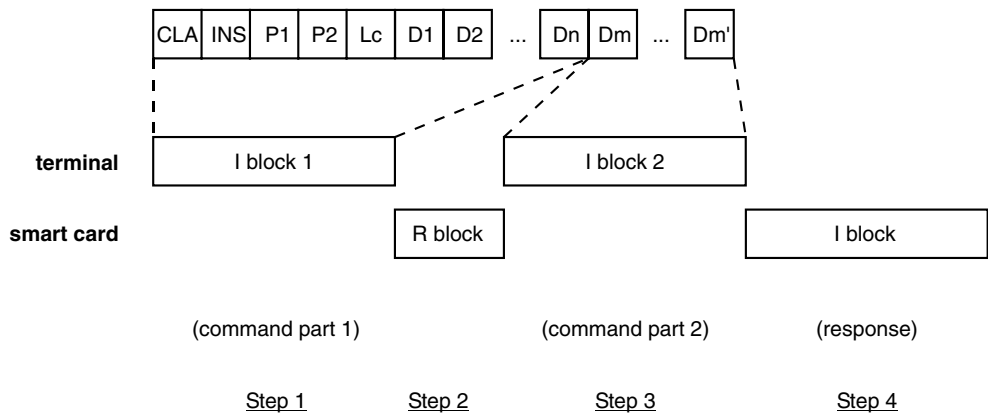 CLA INS P1 P2 Lc D1 D2 ... Dn Dm ... Dm'
terminal I block 1 I block 2
smart card R block I block
(command part 1) (command part 2) (response)
Step 1 Step 2 Step 3 Step 4